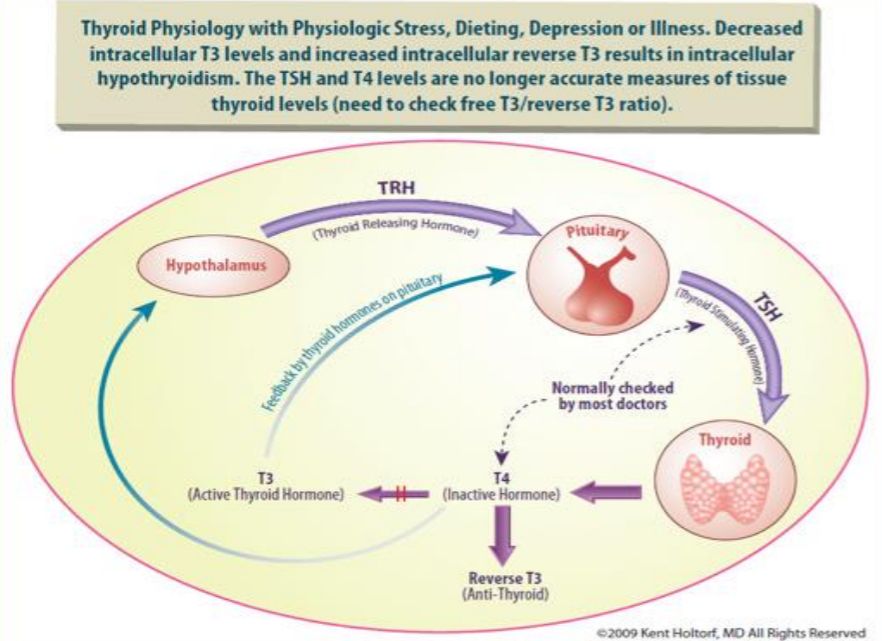 Thyroid Physiology with Physiologic Stress, Dieting, Depression or Illness. Decreased
intracellular T3 levels and increased intracellular reverse T3 results in intracellular
hypothryoidism. The TSH and T4 levels are no longer accurate measures of tissue
thyroid levels (need to check free T3/reverse T3 ratio).
TRH
(Thyroid Releasing Hormone)
Hypothalamus
Pituitary
Feedback by thyroid hormones on pituitary
TSH
(Thyroid Stimulating Hormone)
Normally checked
by most doctors
Thyroid
T3
(Active Thyroid Hormone)
T4
(Inactive Hormone)
Reverse T3
(Anti-Thyroid)
©2009 Kent Holtorf, MD All Rights Reserved